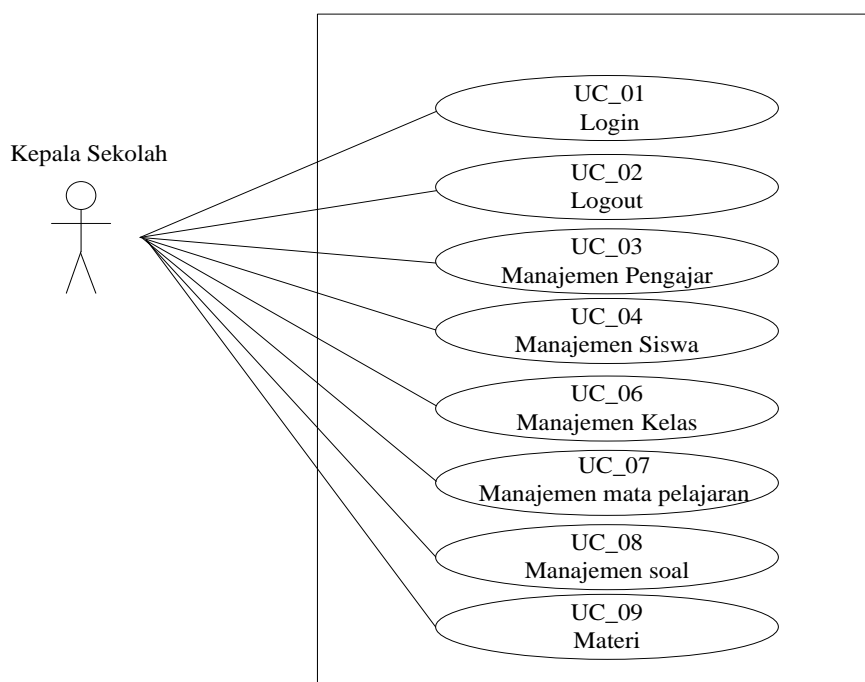 Kepala Sekolah
UC_01
Login
UC_02
Logout
UC_03
Manajemen Pengajar
UC_04
Manajemen Siswa
UC_06
Manajemen Kelas
UC_07
Manajemen mata pelajaran
UC_08
Manajemen soal
UC_09
Materi